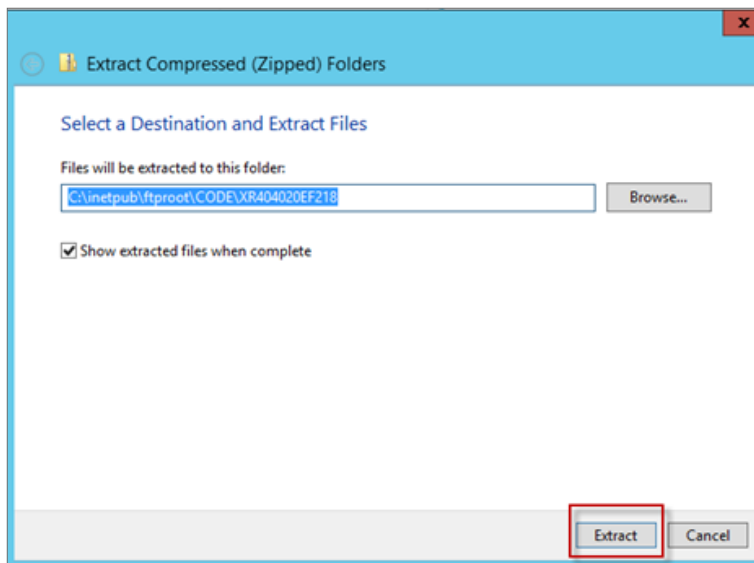 x
Extract Compressed (Zipped) Folders
Select a Destination and Extract Files
Files will be extracted to this folder:
C:\inetpub\ftproot\CODE\XR404020EF218
Browse...
Show extracted files when complete
Extract
Cancel